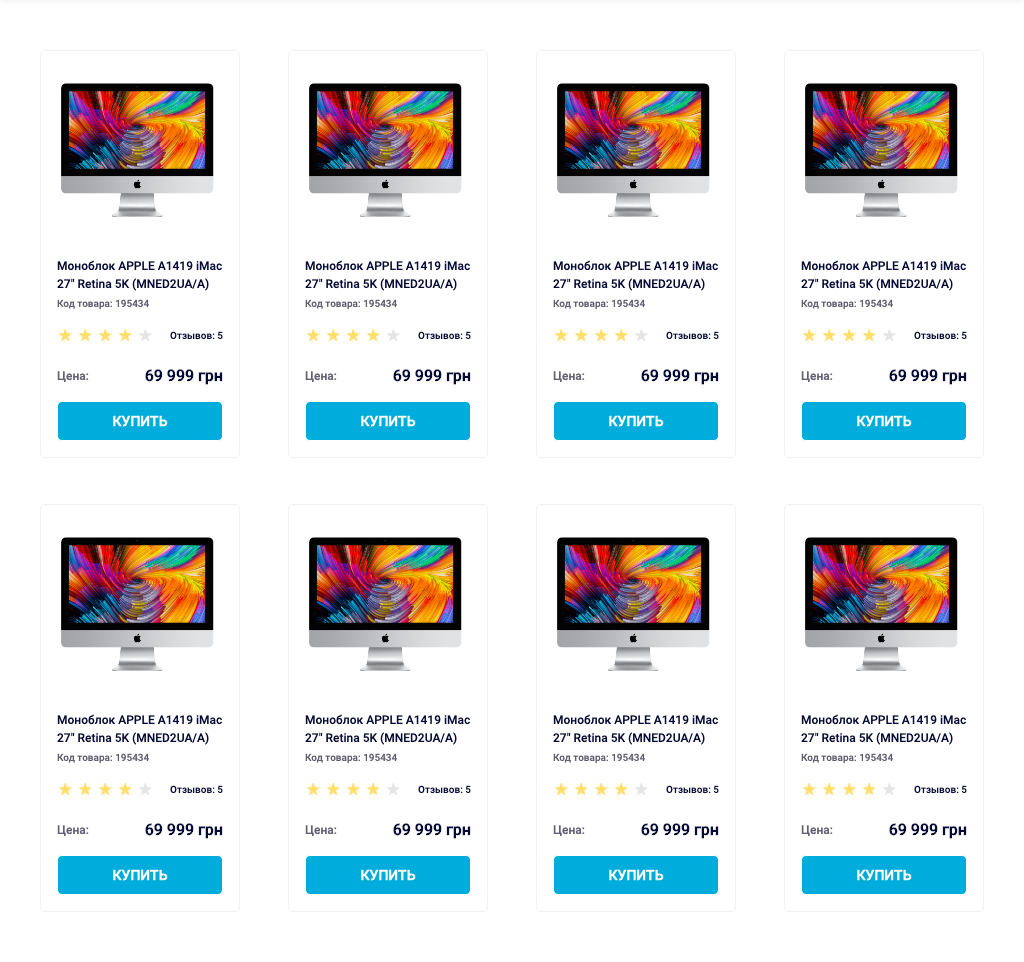 Моноблок APPLE A1419 iMac
27" Retina 5K (MNED2UA/A)
Код товара: 195434
Отзывов: 5
Цена: 69 999 грн
КУПИТЬ
Моноблок APPLE A1419 iMac
27" Retina 5K (MNED2UA/A)
Код товара: 195434
Отзывов: 5
Цена: 69 999 грн
КУПИТЬ
Моноблок APPLE A1419 iMac
27" Retina 5K (MNED2UA/A)
Код товара: 195434
Отзывов: 5
Цена: 69 999 грн
КУПИТЬ
Моноблок APPLE A1419 iMac
27" Retina 5K (MNED2UA/A)
Код товара: 195434
Отзывов: 5
Цена: 69 999 грн
КУПИТЬ
Моноблок APPLE A1419 iMac
27" Retina 5K (MNED2UA/A)
Код товара: 195434
Отзывов: 5
Цена: 69 999 грн
КУПИТЬ
Моноблок APPLE A1419 iMac
27" Retina 5K (MNED2UA/A)
Код товара: 195434
Отзывов: 5
Цена: 69 999 грн
КУПИТЬ
Моноблок APPLE A1419 iMac
27" Retina 5K (MNED2UA/A)
Код товара: 195434
Отзывов: 5
Цена: 69 999 грн
КУПИТЬ
Моноблок APPLE A1419 iMac
27" Retina 5K (MNED2UA/A)
Код товара: 195434
Отзывов: 5
Цена: 69 999 грн
КУПИТЬ